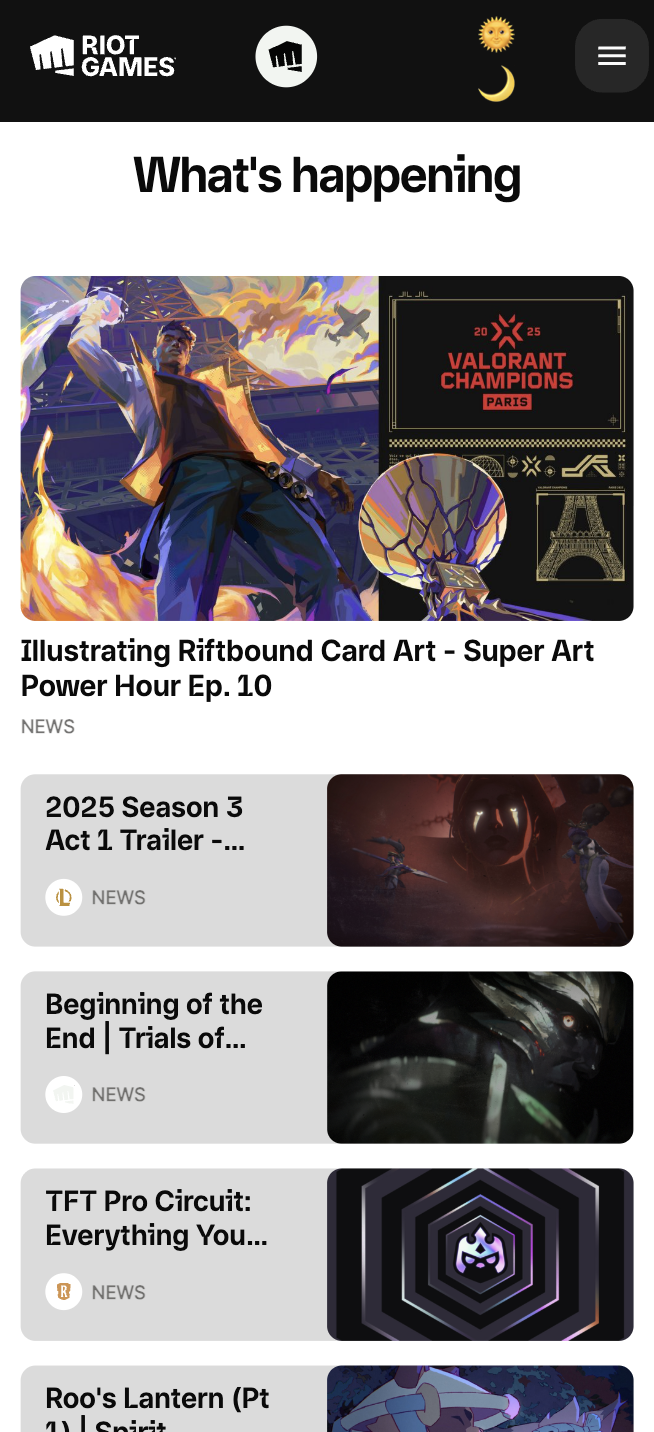 RIOT
GAMES
What's happening
20 25
VALORANT
CHAMPIONS
PARIS
Illustrating Riftbound Card Art - Super Art
Power Hour Ep. 10
NEWS
2025 Season 3
Act 1 Trailer -...
NEWS
Beginning of the
End | Trials of...
NEWS
TFT Pro Circuit:
Everything You...
NEWS
Roo's Lantern (Pt
1) | Spirit